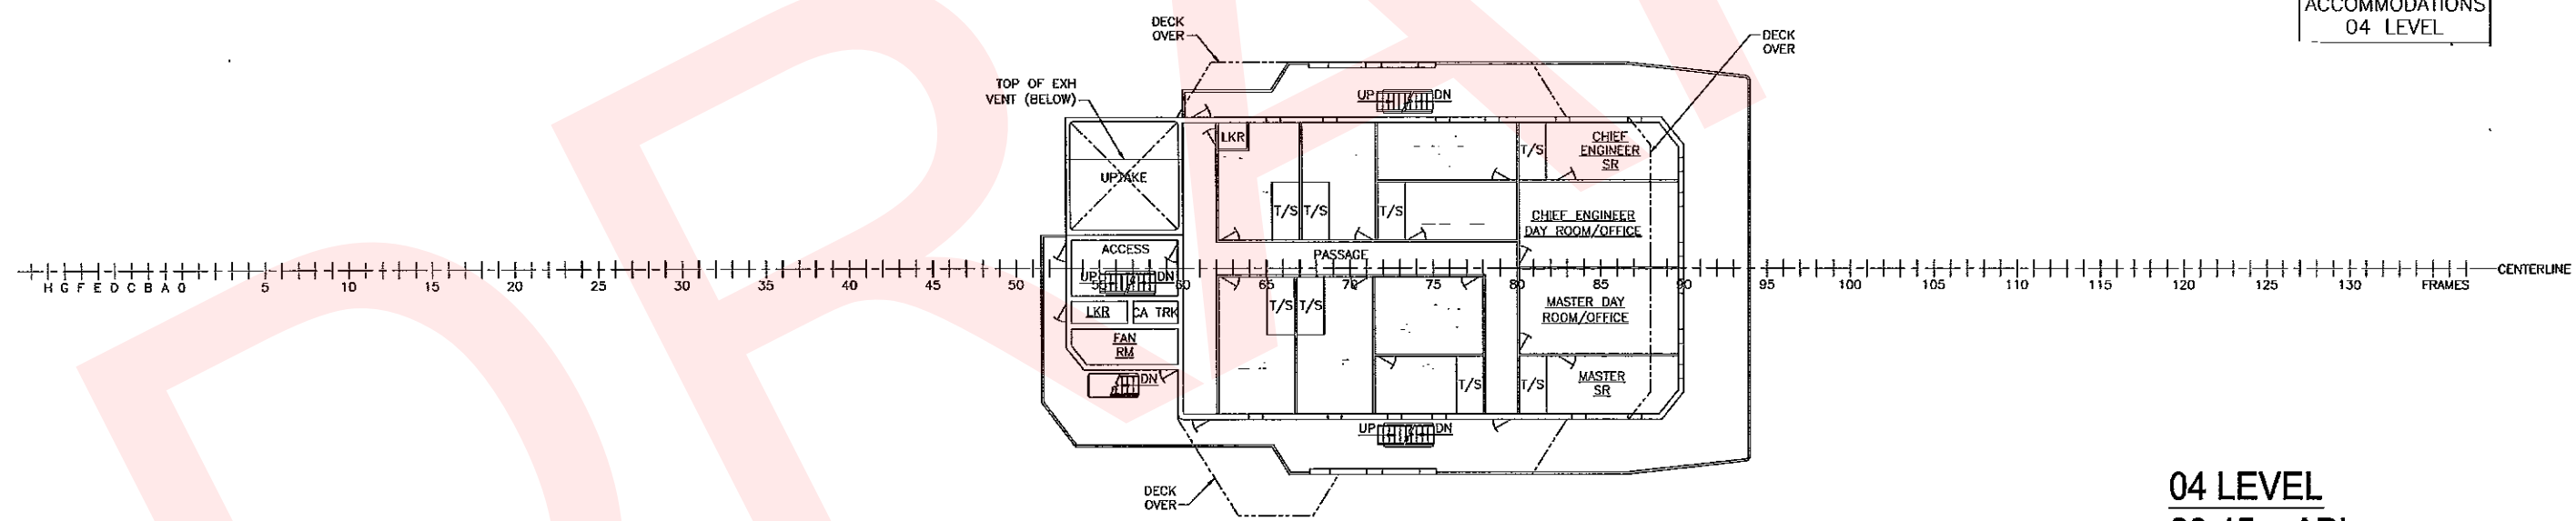 ACCOMMODATIONS
04 LEVEL
DECK
OVER
DECK
OVER
TOP OF EXH
VENT (BELOW)
UP
DN
LKR
T/S
CHIEF
ENGINEER
SR
UPTAKE
T/S
T/S
T/S
CHIEF ENGINEER
DAY ROOM/OFFICE
ACCESS
PASSAGE
UP
DN
CENTERLINE
H G F E D C B A 0 5 10 15 20 25 30 35 40 45 50 55 60 65 70 75 80 85 90 95 100 105 110 115 120 125 130 FRAMES
LKR
CA TRK
T/S
T/S
MASTER DAY
ROOM/OFFICE
FAN
RM
DN
T/S
T/S
MASTER
SR
UP
DN
DECK
OVER
04 LEVEL
DRA